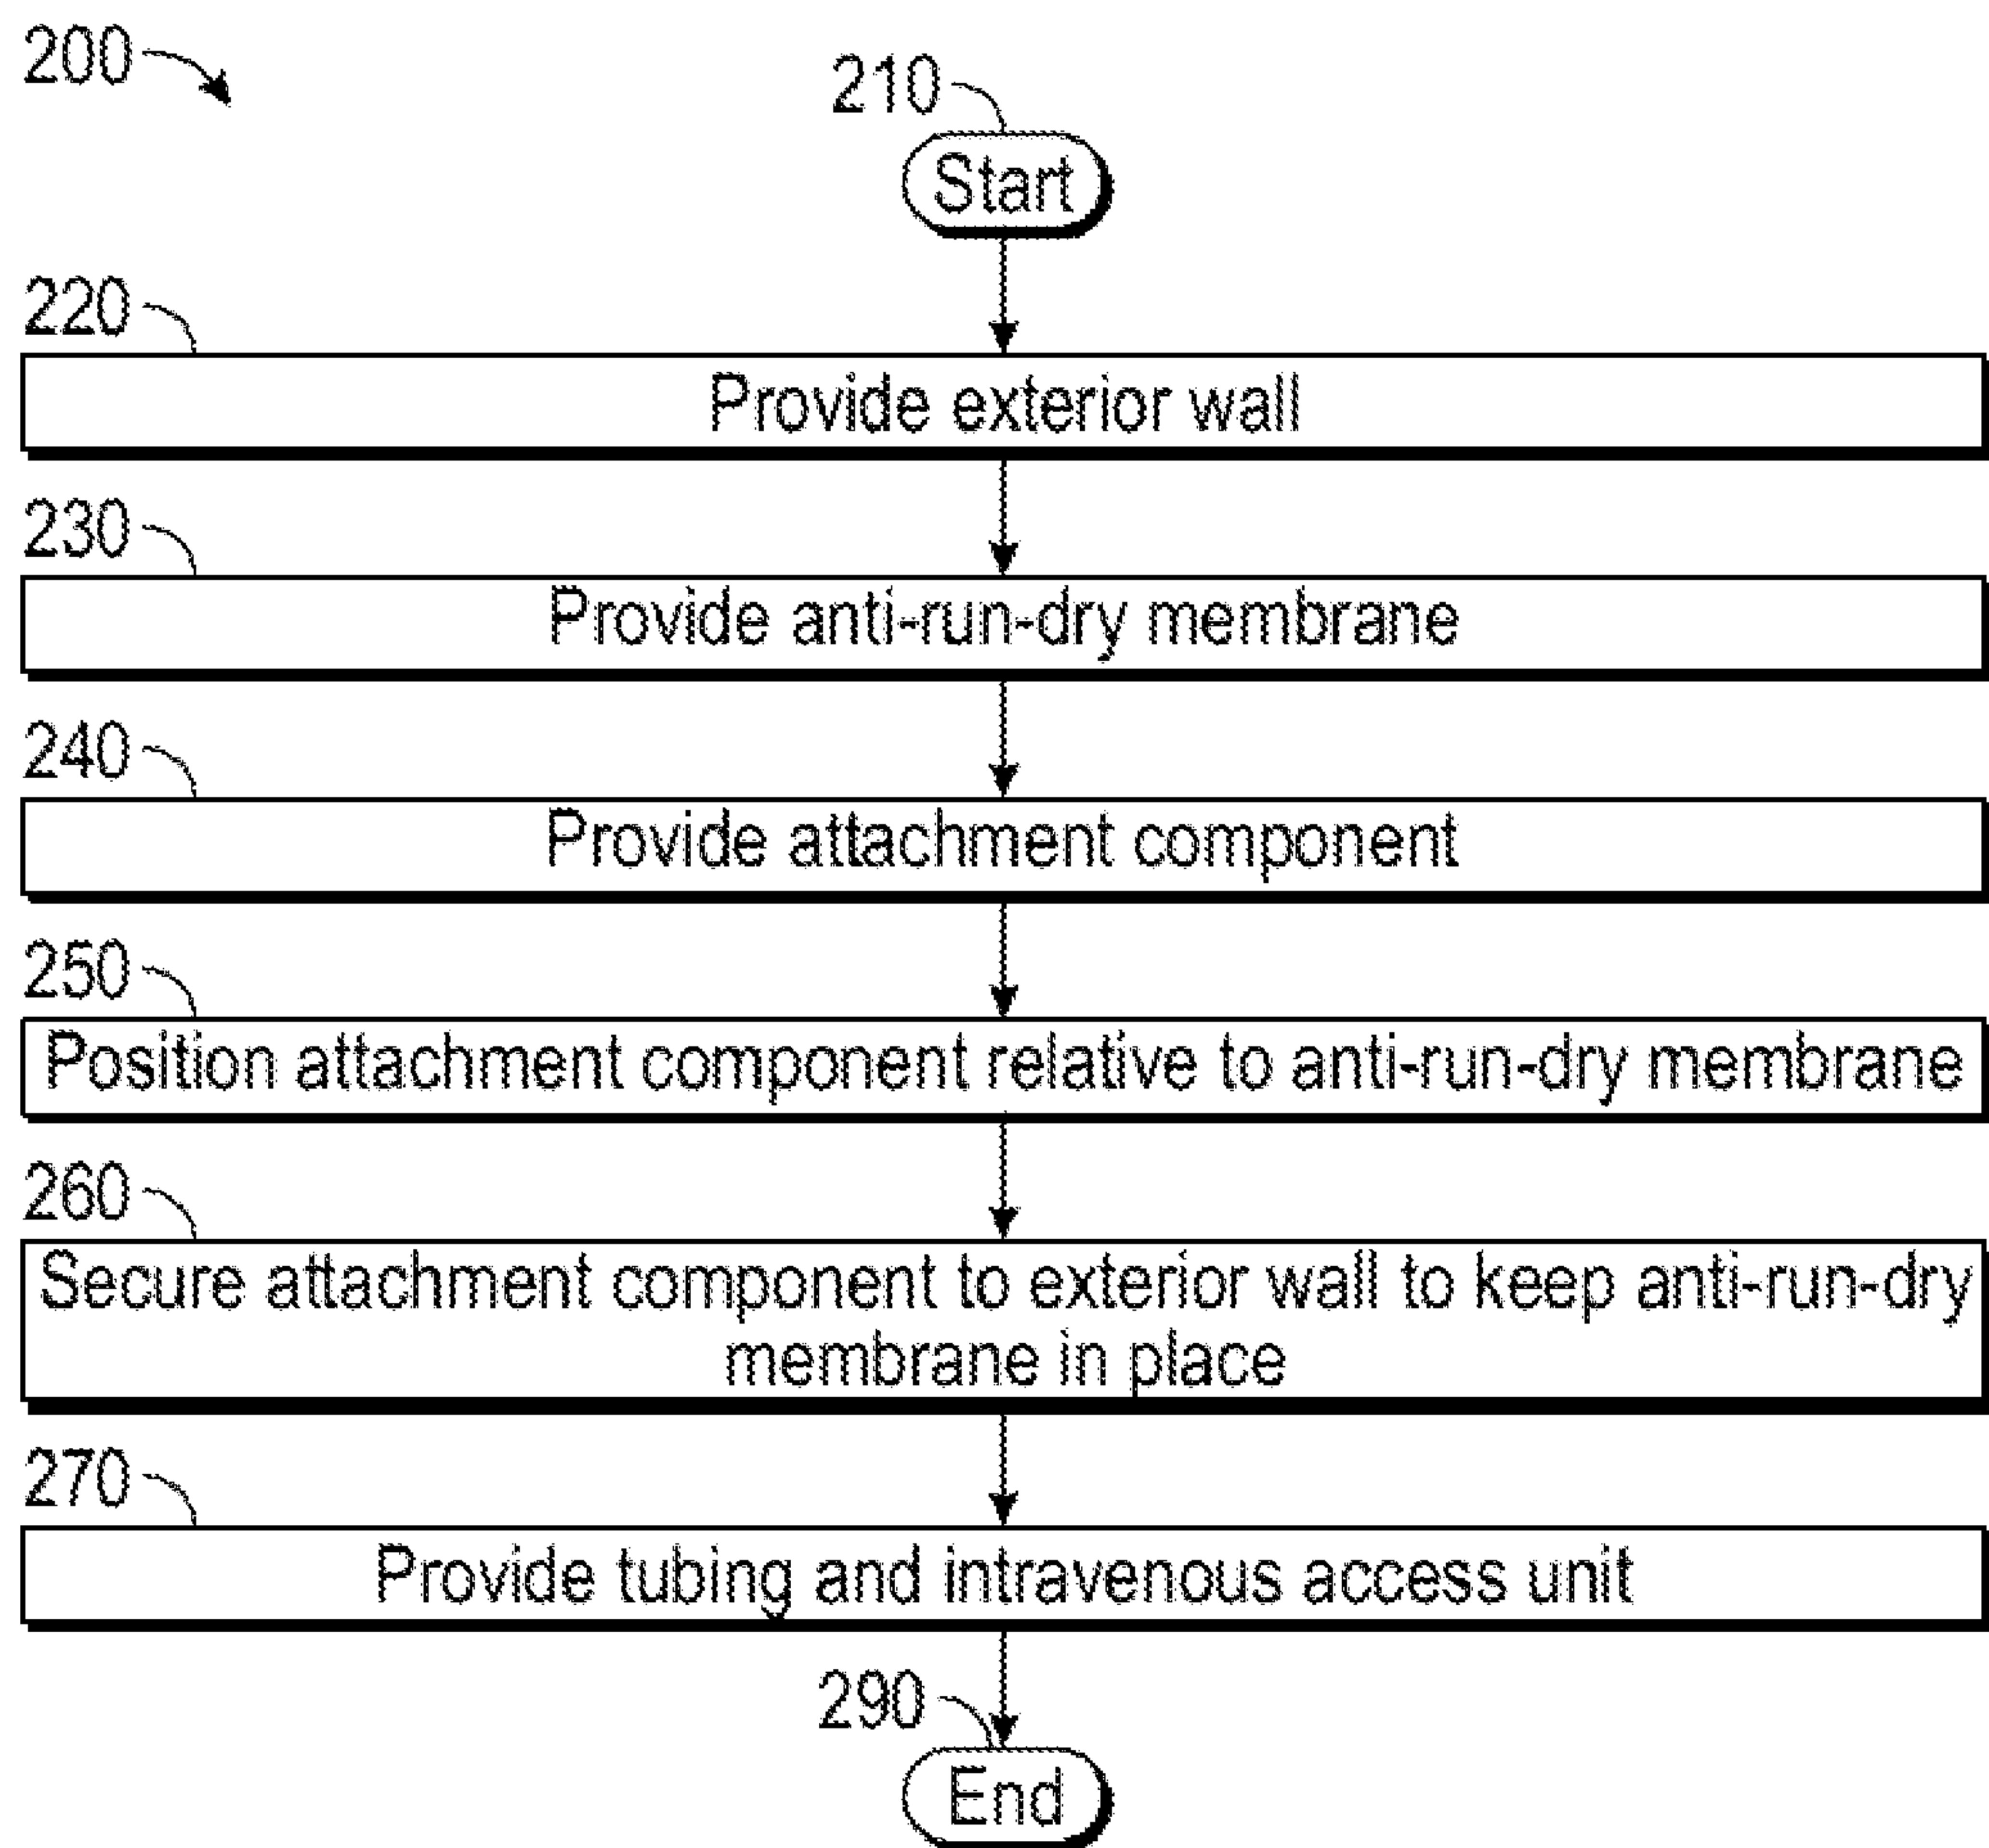 200
210
Start
220
Provide exterior wall
230
Provide anti-run-dry membrane
240
Provide attachment component
250
Position attachment component relative to anti-run-dry membrane
260
Secure attachment component to exterior wall to keep anti-run-dry
membrane in place
270
Provide tubing and intravenous access unit
290
End